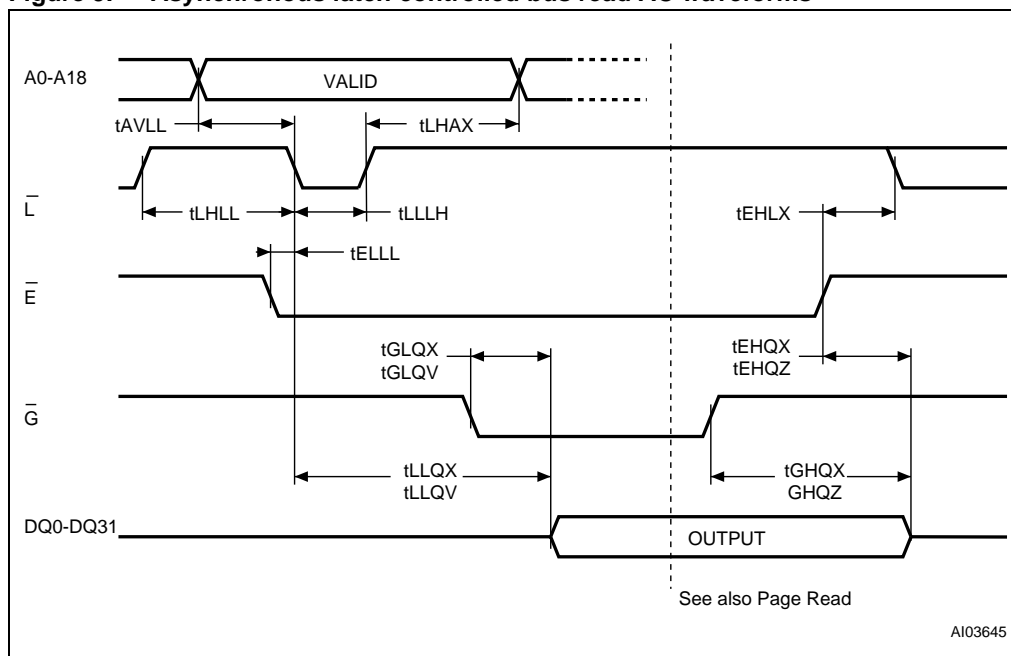 Figure 9. Asynchronous latch controlled bus read AC waveforms
A0-A18
VALID
tAVLL
tLHAX
L
tLHLL
tLLLH
tEHLX
tELLL
E
tGLQX
tGLQV
tEHQX
tEHQZ
G
tLLQX
tLLQV
tGHQX
GHQZ
DQ0-DQ31
OUTPUT
See also Page Read
AI03645